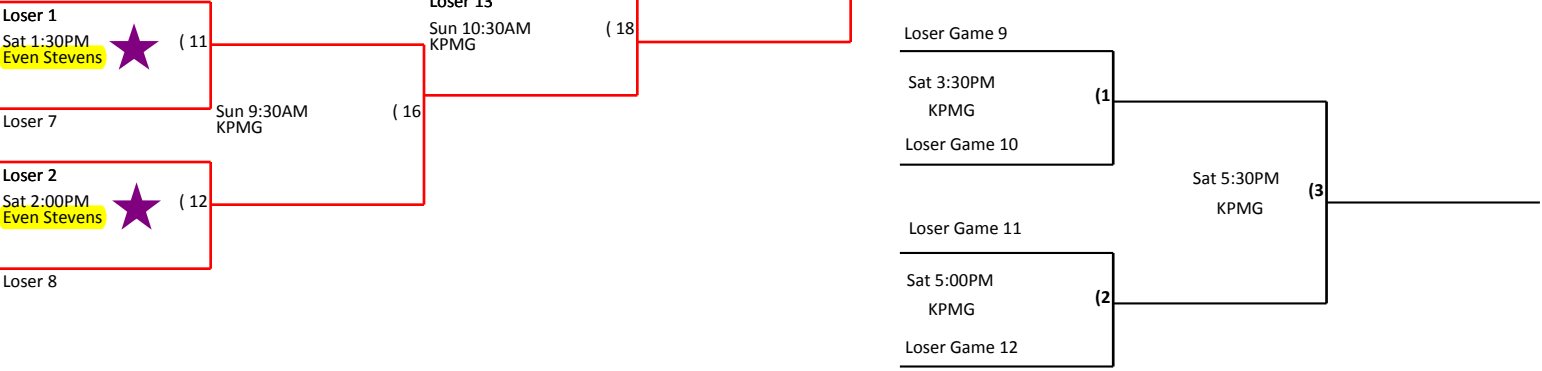 Loser 1
Sat 1:30PM
Even Stevens
( 11
Loser 7
Sun 9:30AM
KPMG
( 16
Loser 2
Sat 2:00PM
Even Stevens
( 12
Loser 8
Loser 13
Sun 10:30AM
KPMG
( 18
Loser Game 9
Sat 3:30PM
KPMG
(1
Loser Game 10
Sat 5:30PM
KPMG
(3
Loser Game 11
Sat 5:00PM
KPMG
(2
Loser Game 12